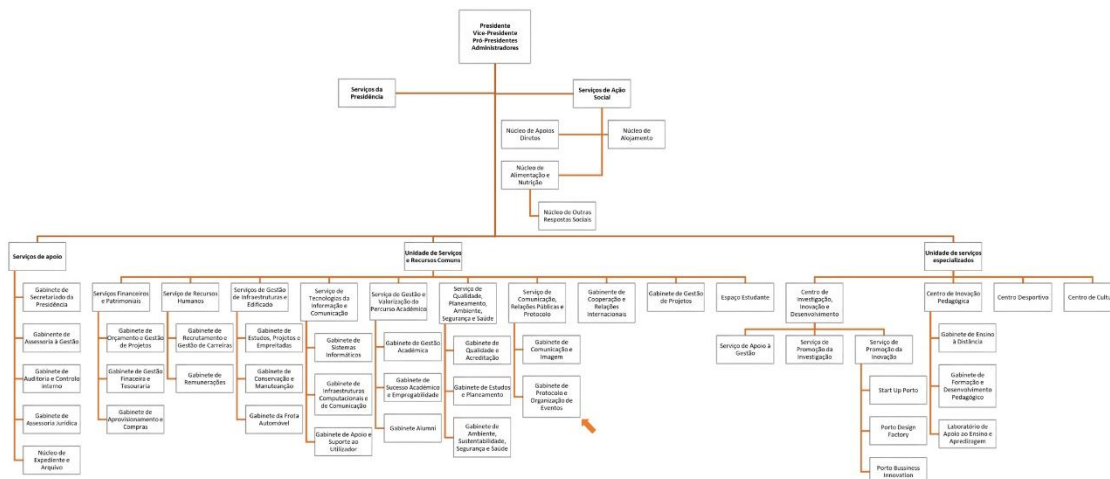 Presidente
Vice-Presidente
Pró-Presidentes
Administradores
Serviços da
Presidência
Serviços de Ação
Social
Núcleo de Apoios
Diretos
Núcleo de
Alojamento
Núcleo de
Alimentação e
Nutrição
Núcleo de Outras
Respostas Sociais
Serviços de apoio
Unidade de Serviços
e Recursos Comuns
Unidade de serviços
especializados
Gabinete de
Secretariado da
Presidência
Gabinente de
Assessoria à Gestão
Gabinete de
Auditoria e Controlo
Interno
Gabinete de
Assessoria Jurídica
Núcleo de
Expediente e
Arquivo
Serviços Financeiros
e Patrimoniais
Gabinete de
Orçamento e Gestão
de Projetos
Gabinete de Gestão
Finaceira e
Tesouraria
Gabinete de
Aprovisionamento e
Compras
Serviço de Recursos
Humanos
Gabinete de
Recrutamento e
Gestão de Carreiras
Gabinete de
Remunerações
Serviços de Gestão
de Infraestruturas e
Edificado
Gabinete de
Estudos, Projetos e
Empreitadas
Gabinete de
Conservação e
Manutenção
Gabinete da Frota
Automóvel
Serviço de
Tecnologias da
Informação e
Comunicação
Gabinete de
Sistemas
Informáticos
Gabinete de
Infraestruturas
Computacionais e
de Comunicação
Gabinete de Apoio e
Suporte ao
Utilizador
Serviço de Gestão e
Valorização do
Percurso Académico
Gabinete de Gestão
Académica
Gabinete de
Sucesso Académico
e Empregabilidade
Gabinete Alumni
Serviço de
Qualidade,
Planeamento,
Ambiente,
Segurança e Saúde
Gabinete de
Qualidade e
Acreditação
Gabinete de Estudos
e Planeamento
Gabinete de
Ambiente,
Sustentabilidade,
Segurança e Saúde
Serviço de
Comunicação,
Relações Públicas e
Protocolo
Gabinete de
Comunicação e
Imagem
Gabinete de
Protocolo e
Organização de
Eventos
Gabinente de
Cooperação e
Relações
Internacionais
Gabinete de Gestão
de Projetos
Espaço Estudante
Centro de
Investigação,
Inovação e
Desenvolvimento
Serviço de Apoio à
Gestão
Serviço de
Promoção da
Investigação
Serviço de
Promoção da
Inovação
Start Up Porto
Porto Design
Factory
Porto Bussiness
Innovation
Centro de Inovação
Pedagógica
Gabinete de Ensino
à Distância
Gabinete de
Formação e
Desenvolvimento
Pedagógico
Laboratório de
Apoio ao Ensino e
Apredizagem
Centro Desportivo
Centro de Cultu